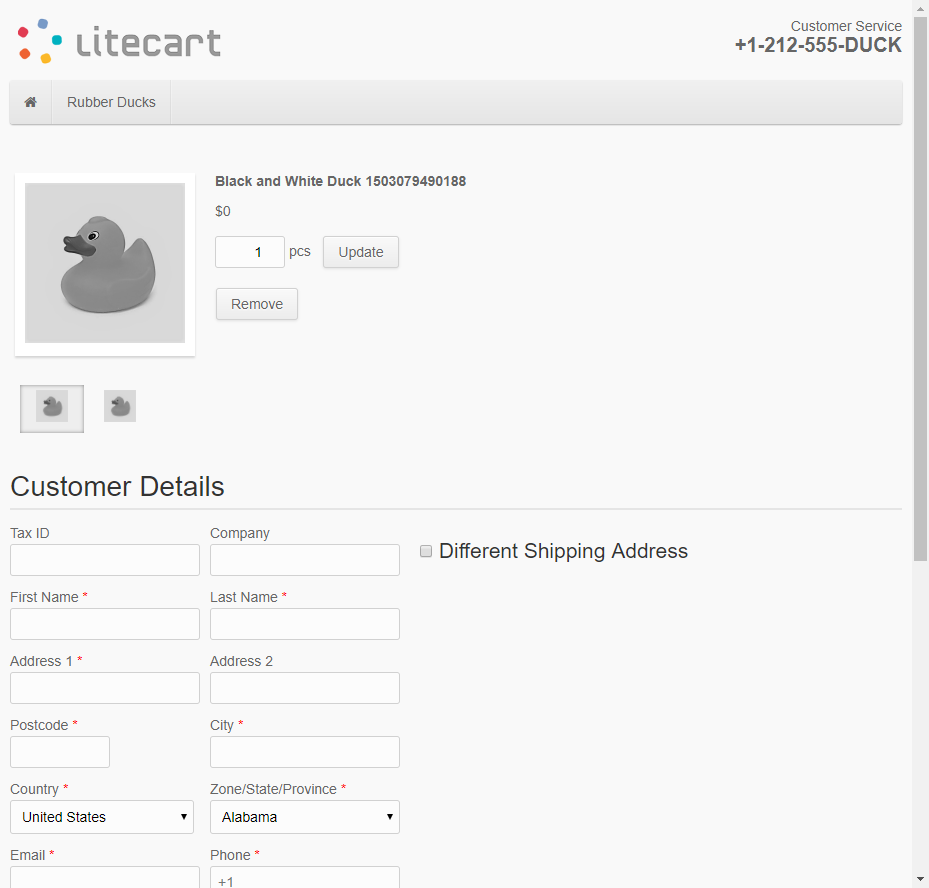 litecart
Customer Service
+1-212-555-DUCK
Rubber Ducks
Black and White Duck 1503079490188
$0
1 pcs Update
Remove
Customer Details
Tax ID Company
Different Shipping Address
First Name * Last Name *
Address 1 * Address 2
Postcode * City *
Country * Zone/State/Province *
United States Alabama
Email * Phone *
+1